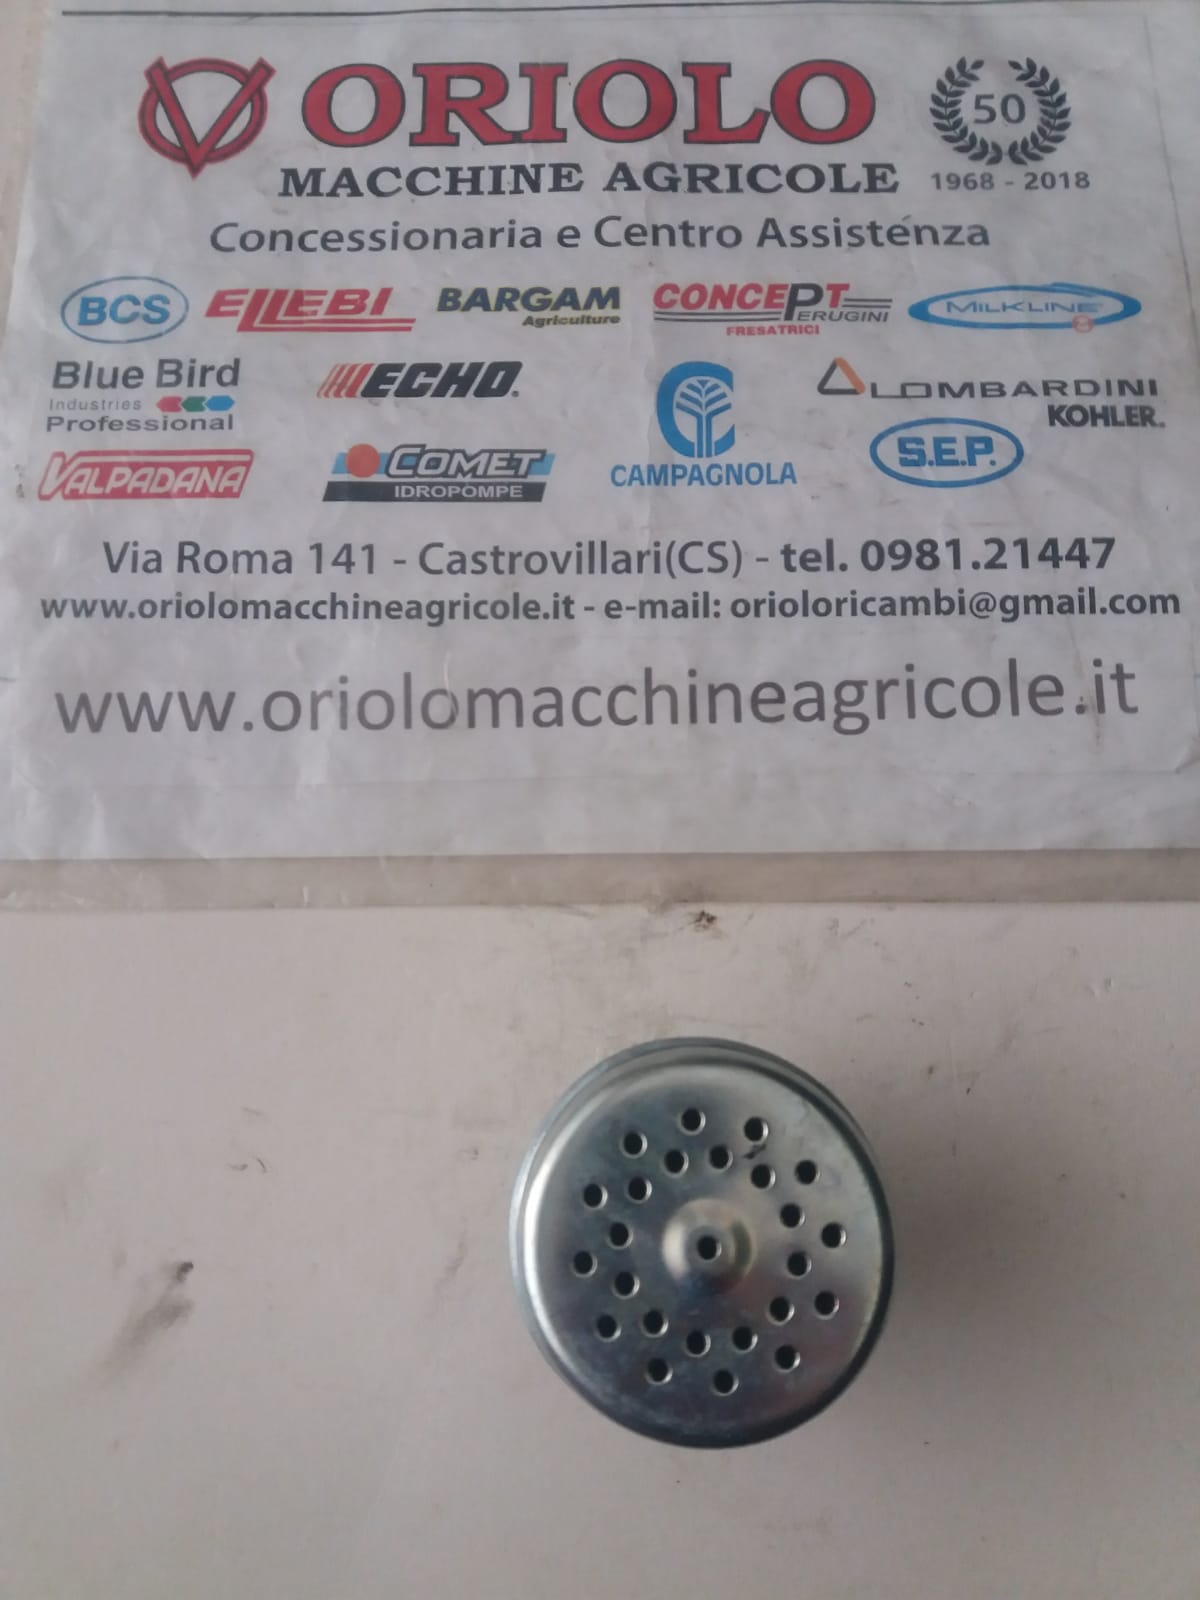 ORIOLO
MACCHINE AGRICOLE
50
1968 - 2018
Concessionaria e Centro Assistenza
BCS ELLEBI BARGAM Agriculture CONCEPT PERUGINI FRESATRICI MILKLINE
Blue Bird Industries Professional ECHO CAMPAGNOLA LOMBARDINI KOHLER.
VALPADANA COMET IDROPOMPE S.E.P.
Via Roma 141 - Castrovillari(CS) - tel. 0981.21447
www.oriolomacchineagricole.it - e-mail: orioloricambi@gmail.com
www.oriolomacchineagricole.it